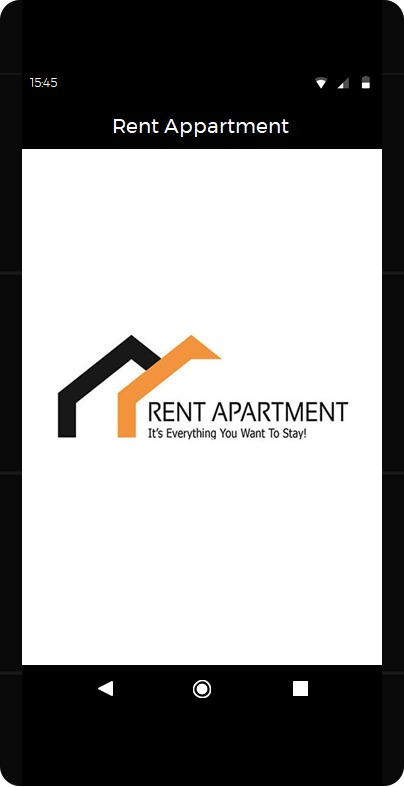 15:45
Rent Appartment
RENT APARTMENT
It's Everything You Want To Stay!